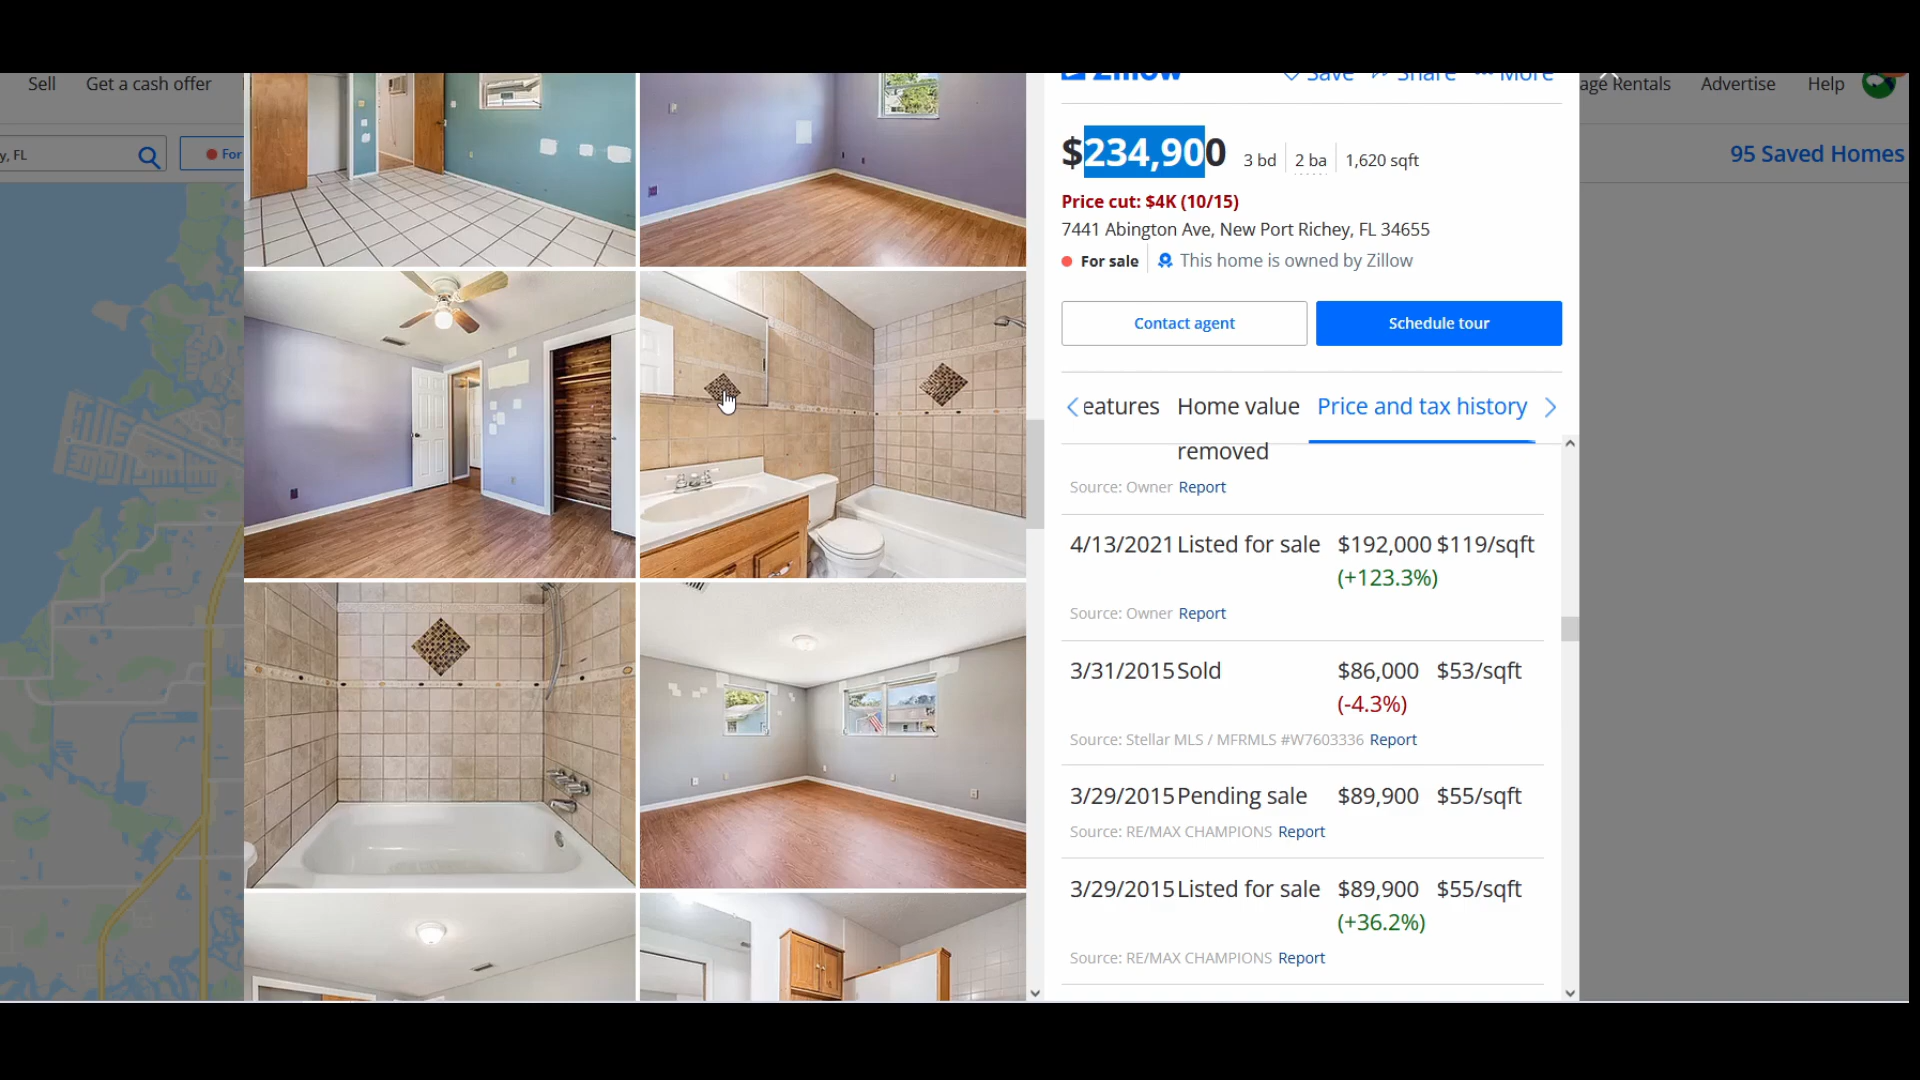 Sell
Get a cash offer
Zillow
Save
Share
More
age Rentals
Advertise
Help
y, FL
For
95 Saved Homes
$234,900 3 bd 2 ba 1,620 sqft
Price cut: $4K (10/15)
7441 Abington Ave, New Port Richey, FL 34655
For sale This home is owned by Zillow
Contact agent
Schedule tour
eatures Home value Price and tax history
removed
Source: Owner Report
4/13/2021 Listed for sale $192,000 $119/sqft
(+123.3%)
Source: Owner Report
3/31/2015 Sold $86,000 $53/sqft
(-4.3%)
Source: Stellar MLS / MFRMLS #W7603336 Report
3/29/2015 Pending sale $89,900 $55/sqft
Source: RE/MAX CHAMPIONS Report
3/29/2015 Listed for sale $89,900 $55/sqft
(+36.2%)
Source: RE/MAX CHAMPIONS Report